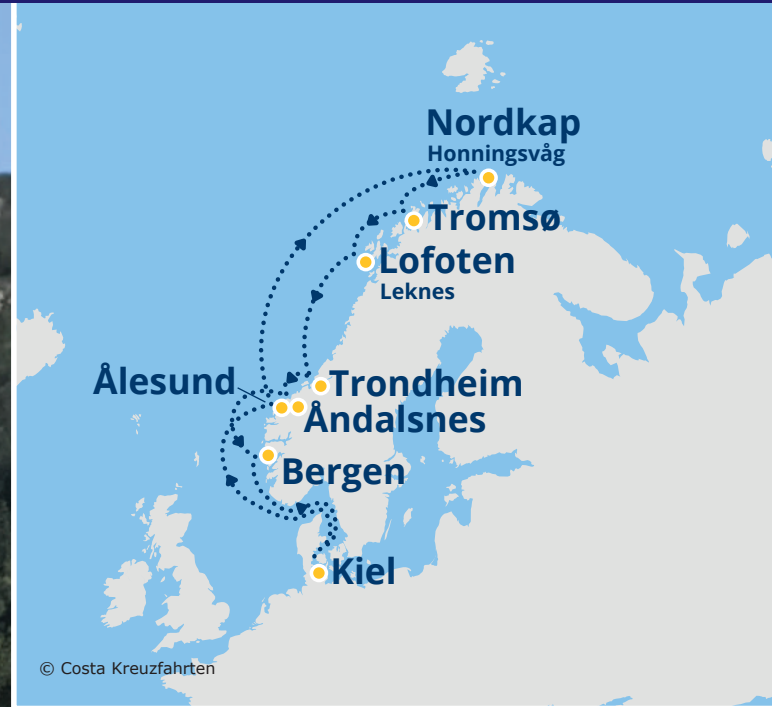 Nordkap
Honningsvåg
Tromsø
Lofoten
Leknes
Ålesund
Trondheim
Åndalsnes
Bergen
Kiel
© Costa Kreuzfahrten